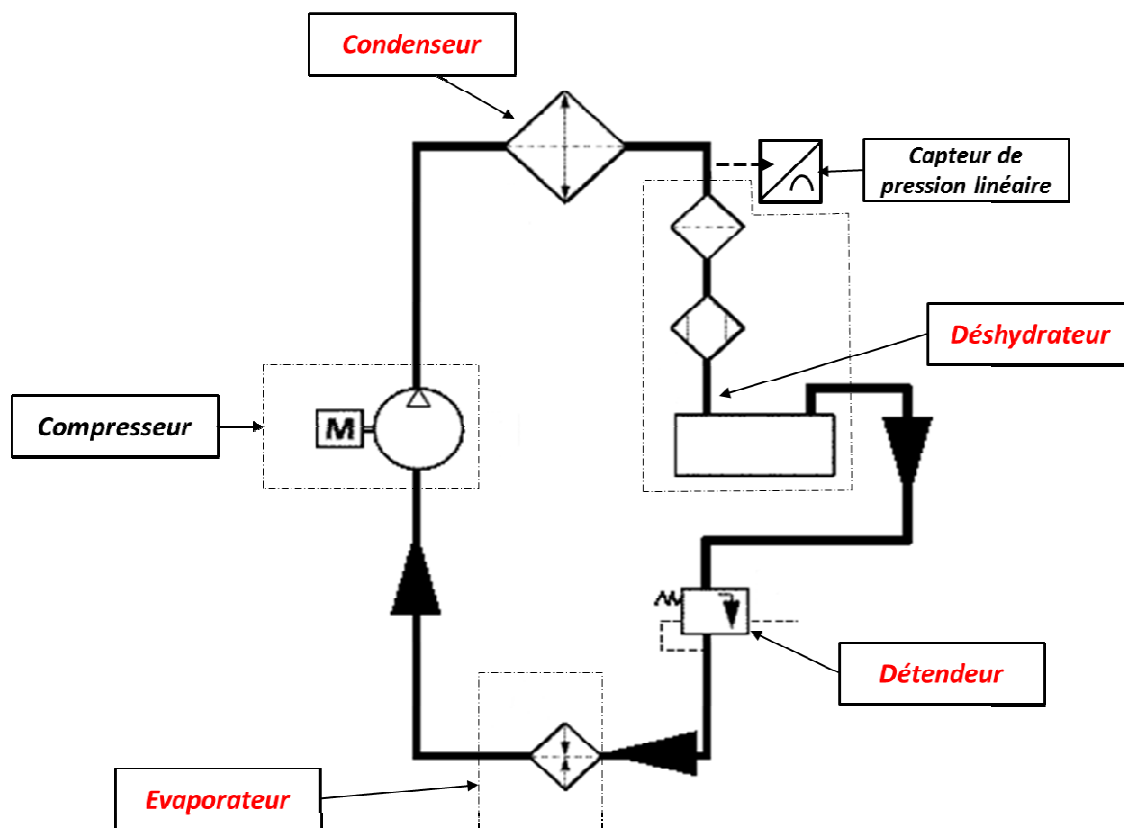 Condenseur
Capteur de
pression linéaire
Déshydrateur
Compresseur
M
Détendeur
Evaporateur